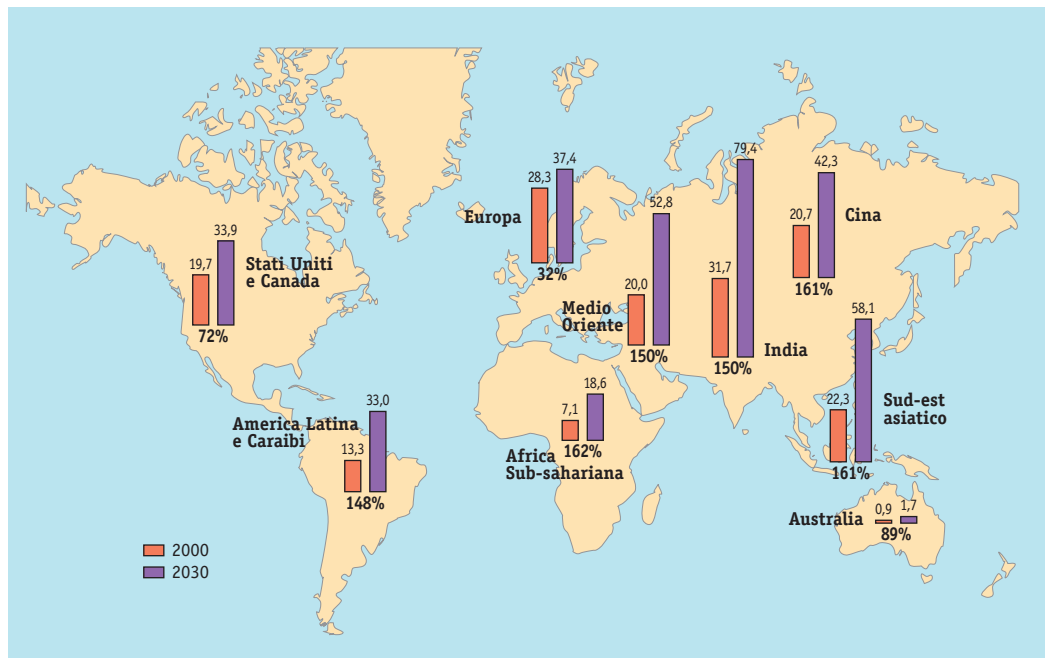 33,9
19,7
Stati Uniti
e Canada
72%
28,3
37,4
Europa
32%
52,8
20,0
Medio
Oriente
150%
79,4
31,7
India
150%
42,3
20,7
Cina
161%
58,1
22,3
Sud-est
asiatico
161%
33,0
America Latina
e Caraibi
13,3
148%
18,6
7,1
162%
Africa
Sub-sahariana
0,9
1,7
Australia
89%
2000
2030